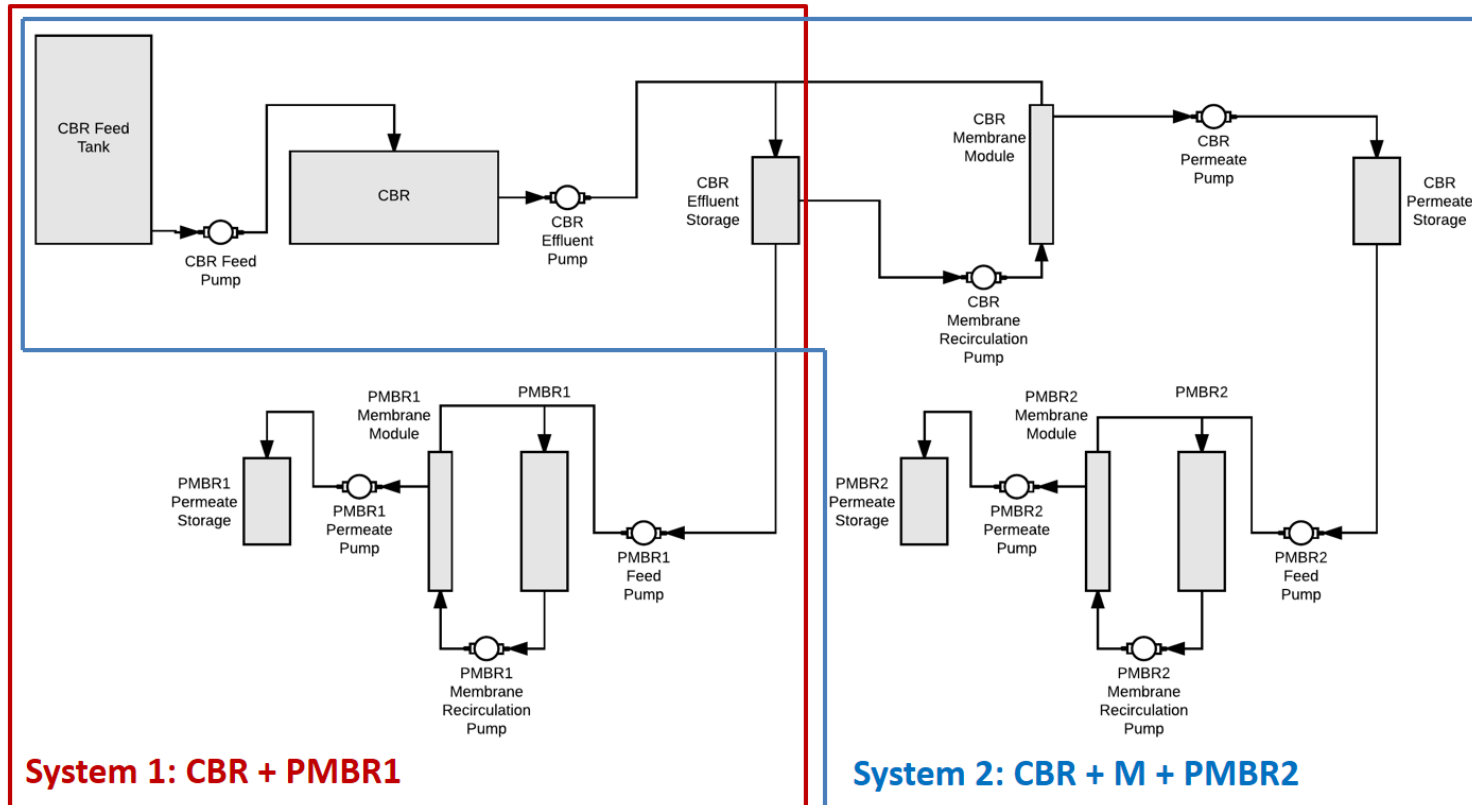 CBR Feed
Tank
CBR Feed
Pump
CBR
CBR
Effluent
Pump
CBR
Effluent
Storage
CBR
Membrane
Module
CBR
Membrane
Recirculation
Pump
CBR
Permeate
Pump
CBR
Permeate
Storage
PMBR1
Permeate
Storage
PMBR1
Permeate
Pump
PMBR1
Membrane
Module
PMBR1
PMBR1
Membrane
Recirculation
Pump
PMBR1
Feed
Pump
PMBR2
Permeate
Storage
PMBR2
Permeate
Pump
PMBR2
Membrane
Module
PMBR2
PMBR2
Membrane
Recirculation
Pump
PMBR2
Feed
Pump
System 1: CBR + PMBR1
System 2: CBR + M + PMBR2